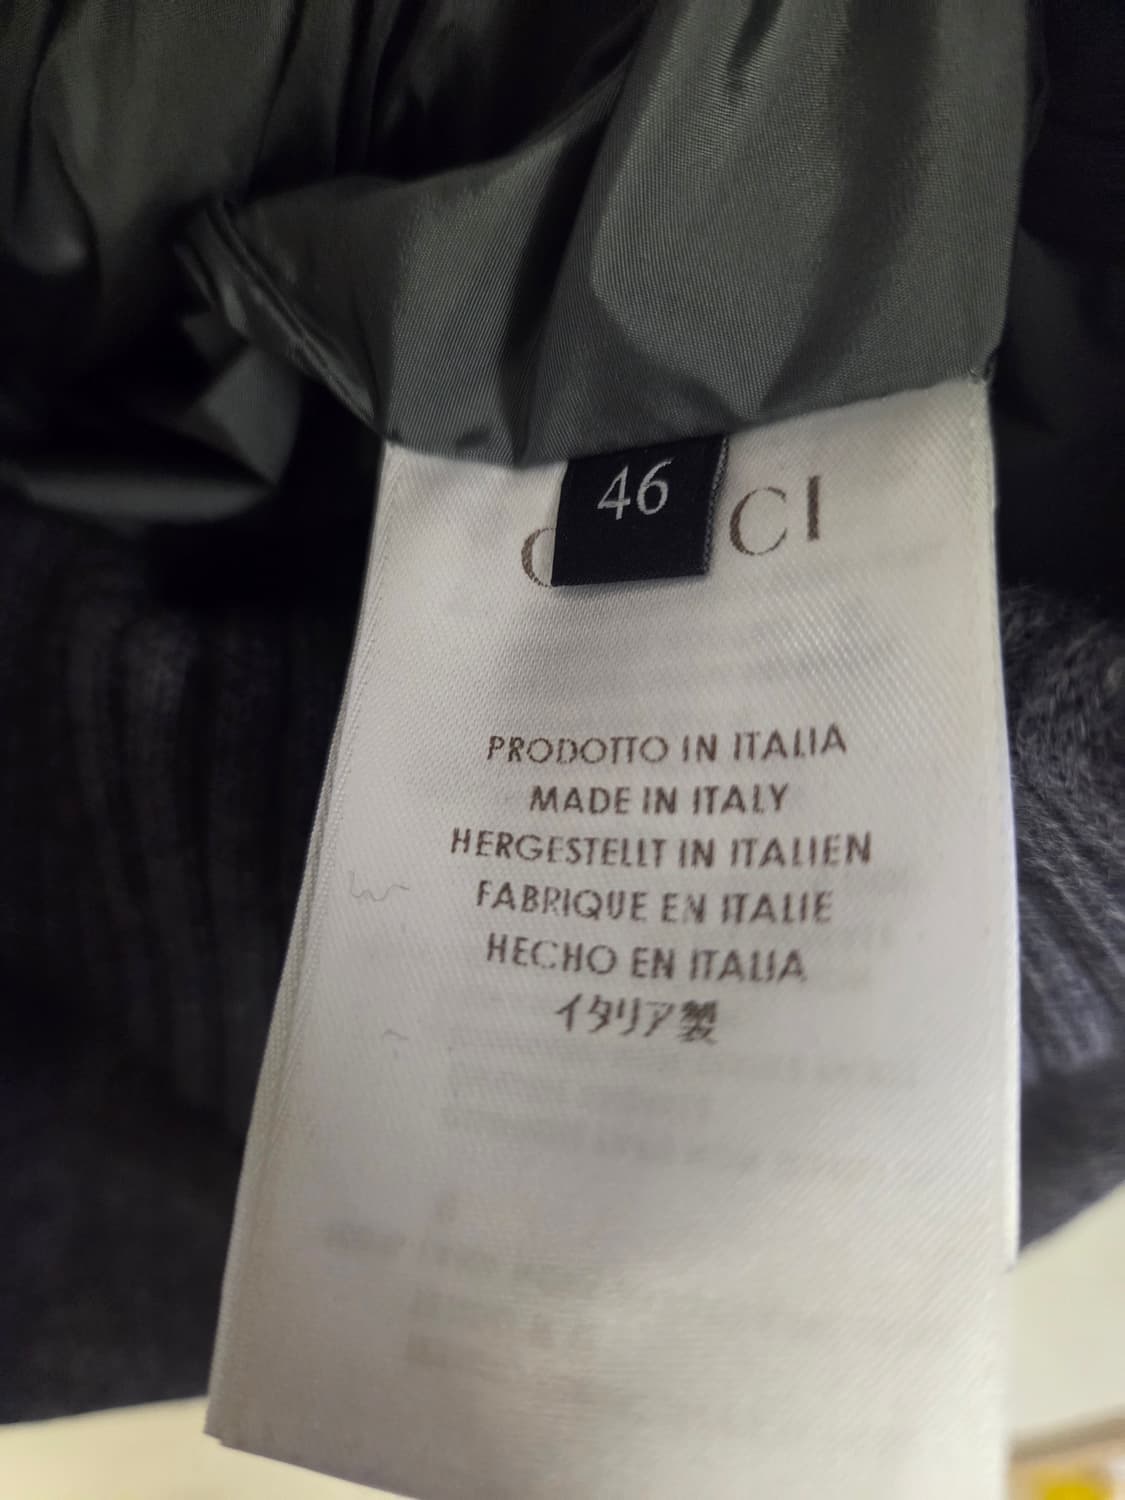 46
G CI
PRODOTTO IN ITALIA
MADE IN ITALY
HERGESTELLT IN ITALIEN
FABRIQUE EN ITALIE
HECHO EN ITALIA
イタリア製